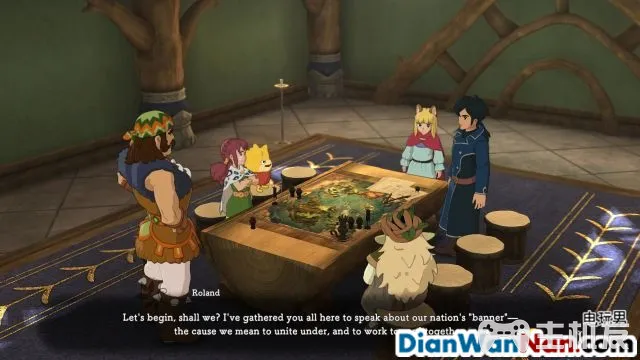 Roland
Let's begin, shall we? I've gathered you all here to speak about our nation's "banner"—
the cause we mean to unite under, and to work together
电玩男
DianWanNan.com